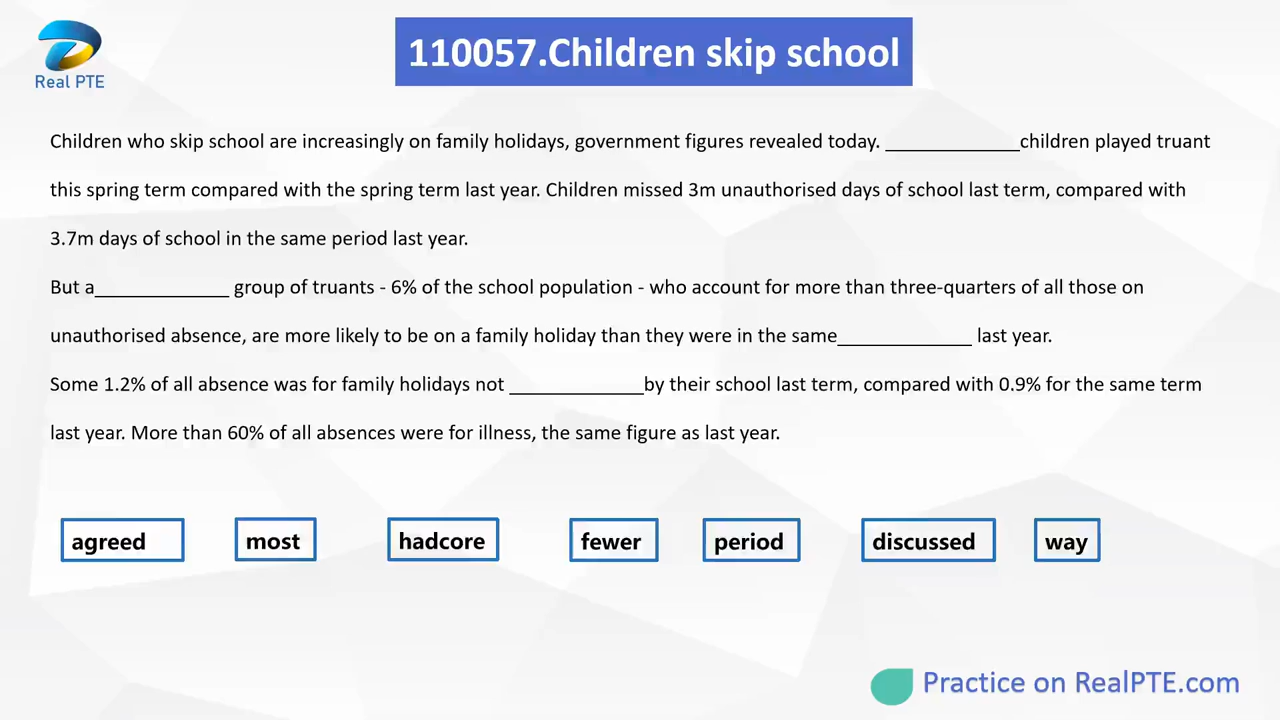 Real PTE
110057.Children skip school
Children who skip school are increasingly on family holidays, government figures revealed today. ____________children played truant
this spring term compared with the spring term last year. Children missed 3m unauthorised days of school last term, compared with
3.7m days of school in the same period last year.
But a____________ group of truants - 6% of the school population - who account for more than three-quarters of all those on
unauthorised absence, are more likely to be on a family holiday than they were in the same____________ last year.
Some 1.2% of all absence was for family holidays not ____________by their school last term, compared with 0.9% for the same term
last year. More than 60% of all absences were for illness, the same figure as last year.
agreed most hadcore fewer period discussed way
Practice on RealPTE.com